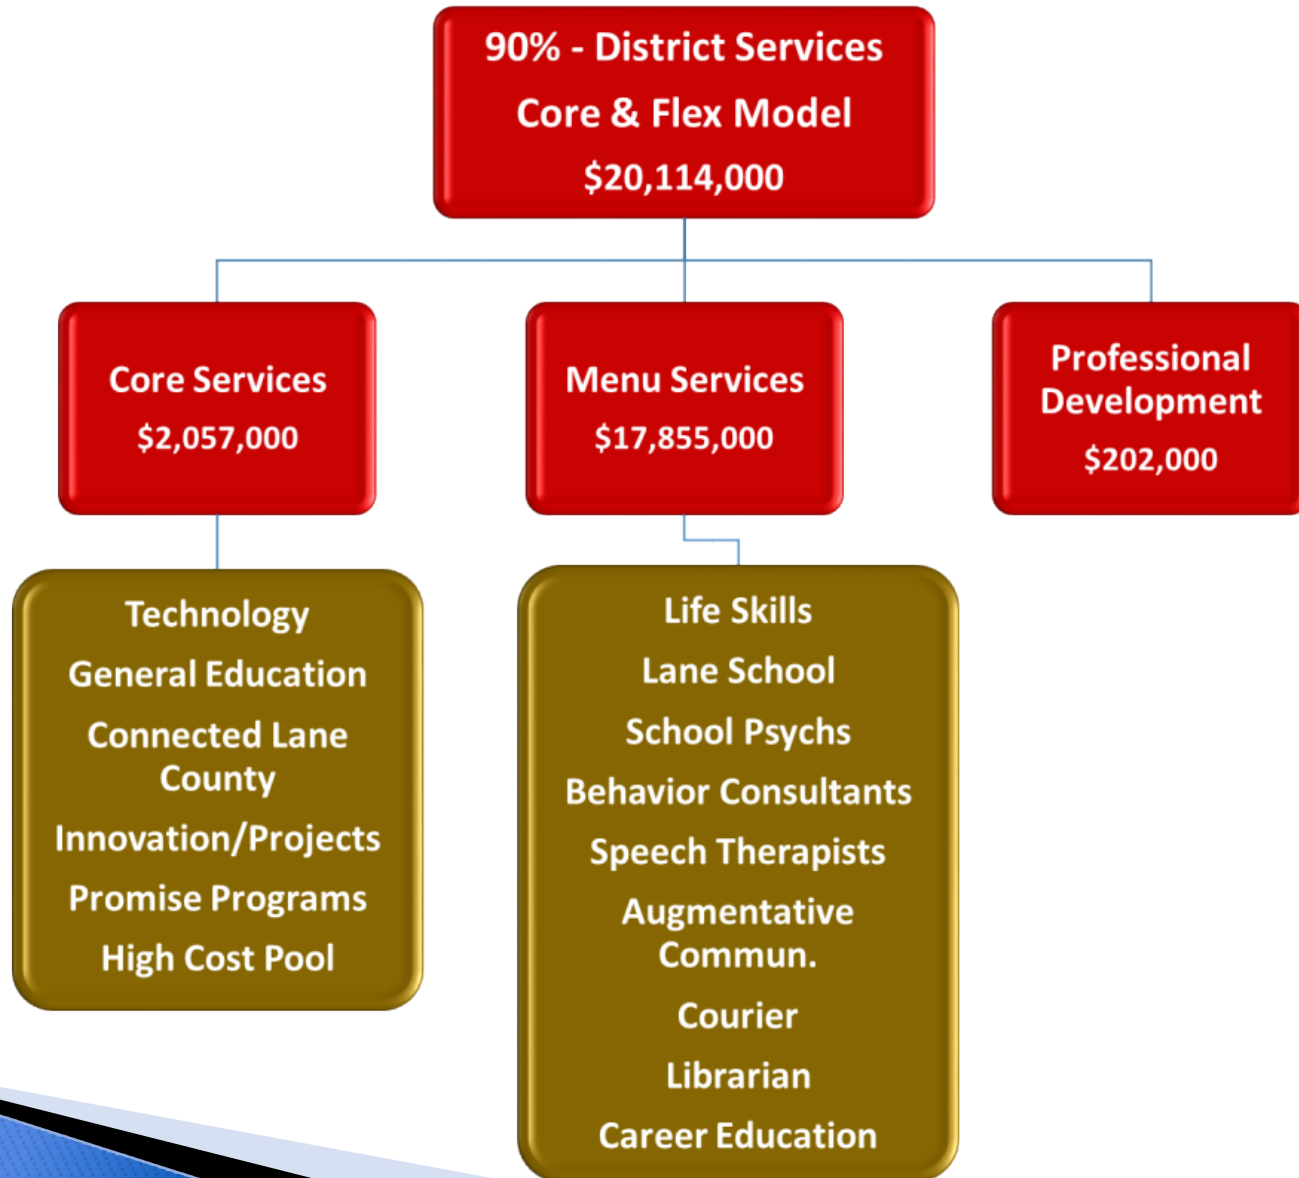 90% - District Services
Core & Flex Model
$20,114,000
Core Services
$2,057,000
Menu Services
$17,855,000
Professional
Development
$202,000
Technology
General Education
Connected Lane
County
Innovation/Projects
Promise Programs
High Cost Pool
Life Skills
Lane School
School Psychs
Behavior Consultants
Speech Therapists
Augmentative
Commun.
Courier
Librarian
Career Education